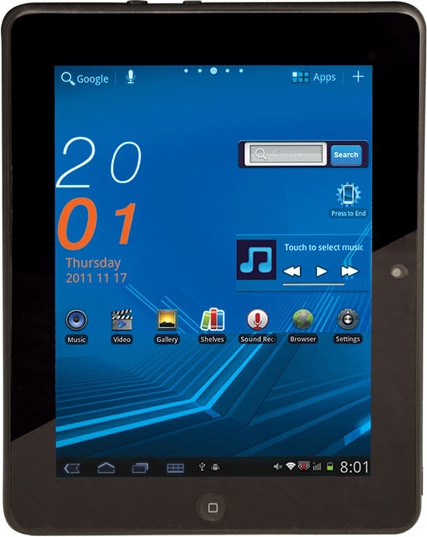 Google
Apps
20
01
Search
Press to End
Thursday
2011 11 17
Touch to select music
Music
Video
Gallery
Shelves
Sound Rec
Browser
Settings
8:01